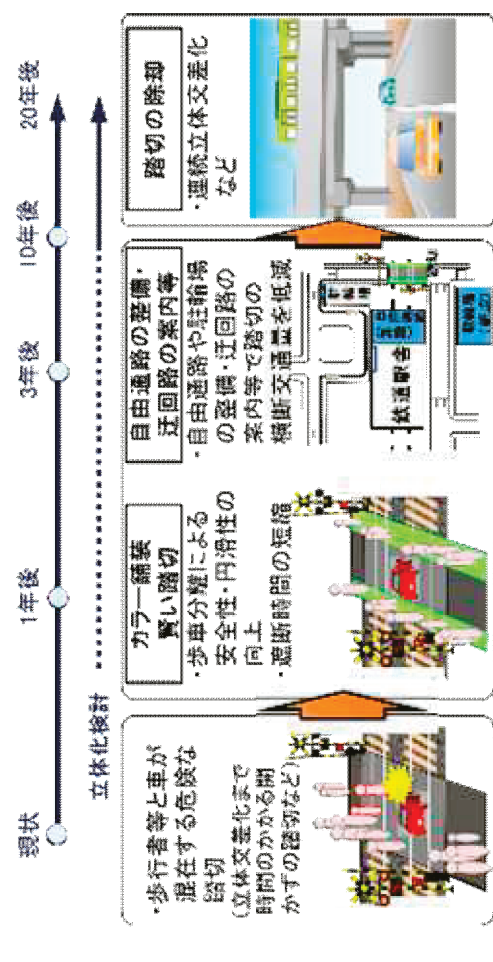 現状
1年後
3年後
10年後
20年後
立体化検討
・歩行者等と車が
混在する危険な
踏切
(立体交差化まで
時間のかかる開
かずの踏切など)
カラー舗装
賢い踏切
・歩車分離による
安全性・円滑性の
向上
・遮断時間の短縮
自由通路の整備・
迂回路の案内等
・自由通路や駐輪場
の整備・迂回路の
案内等で踏切の
横断交通量を低減
鉄道駅舎
踏切の除却
・連続立体交差化
など